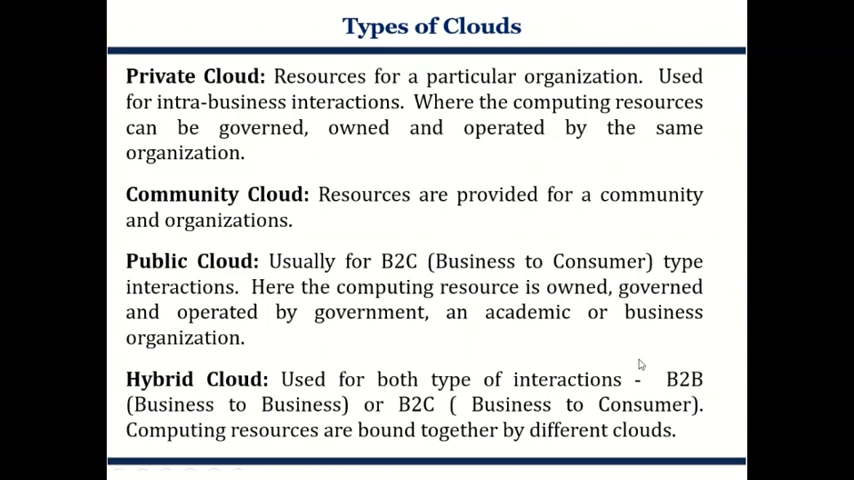 Types of Clouds
Private Cloud: Resources for a particular organization. Used
for intra-business interactions. Where the computing resources
can be governed, owned and operated by the same
organization.
Community Cloud: Resources are provided for a community
and organizations.
Public Cloud: Usually for B2C (Business to Consumer) type
interactions. Here the computing resource is owned, governed
and operated by government, an academic or business
organization.
Hybrid Cloud: Used for both type of interactions - B2B
(Business to Business) or B2C ( Business to Consumer).
Computing resources are bound together by different clouds.